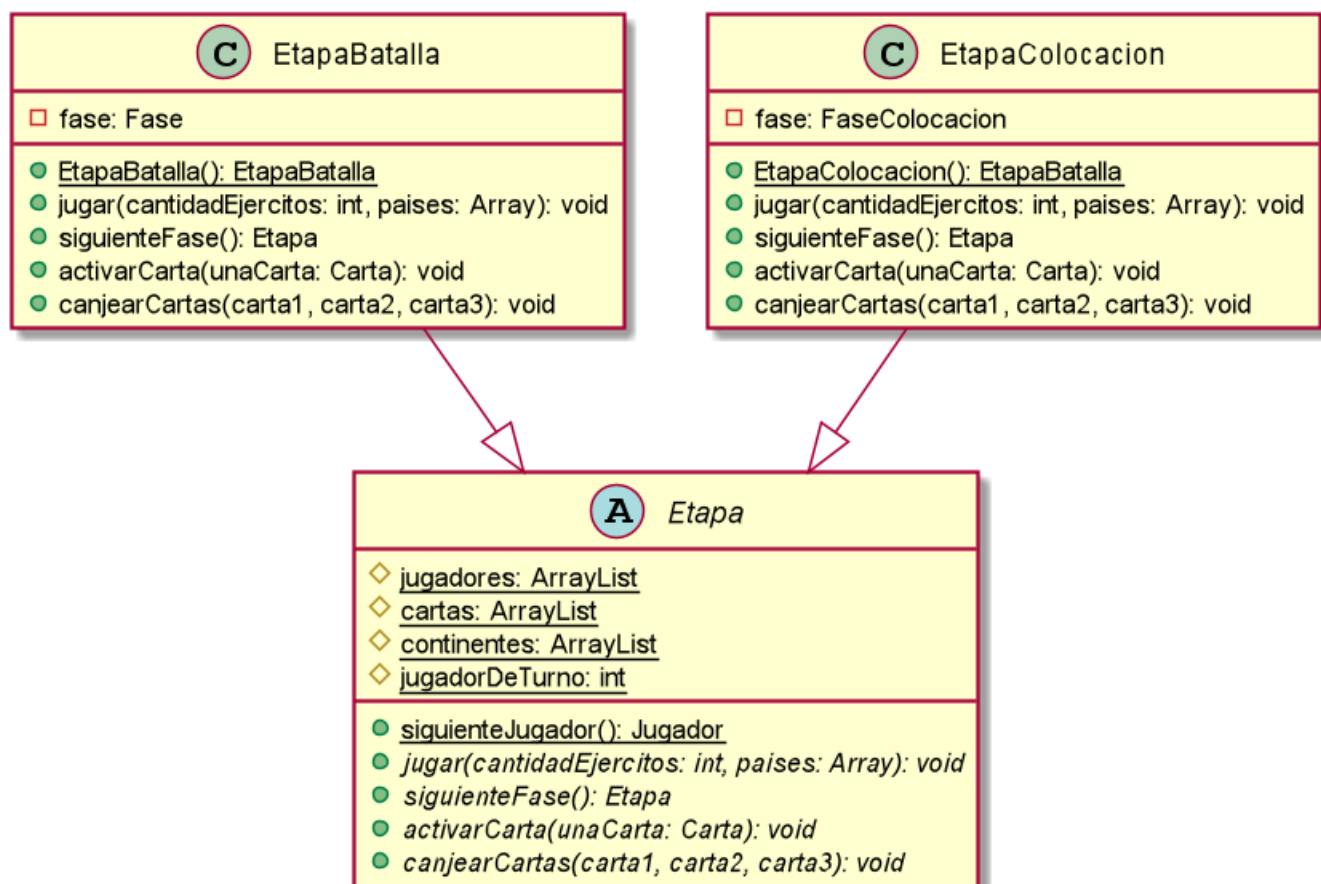 C EtapaBatalla
fase: Fase
EtapaBatalla(): EtapaBatalla
jugar(cantidadEjercitos: int, paises: Array): void
siguienteFase(): Etapa
activarCarta(unaCarta: Carta): void
canjearCartas(carta1, carta2, carta3): void
C EtapaColocacion
fase: FaseColocacion
EtapaColocacion(): EtapaBatalla
jugar(cantidadEjercitos: int, paises: Array): void
siguienteFase(): Etapa
activarCarta(unaCarta: Carta): void
canjearCartas(carta1, carta2, carta3): void
A Etapa
jugadores: ArrayList
cartas: ArrayList
continentes: ArrayList
jugadorDeTurno: int
siguienteJugador(): Jugador
jugar(cantidadEjercitos: int, paises: Array): void
siguienteFase(): Etapa
activarCarta(unaCarta: Carta): void
canjearCartas(carta1, carta2, carta3): void